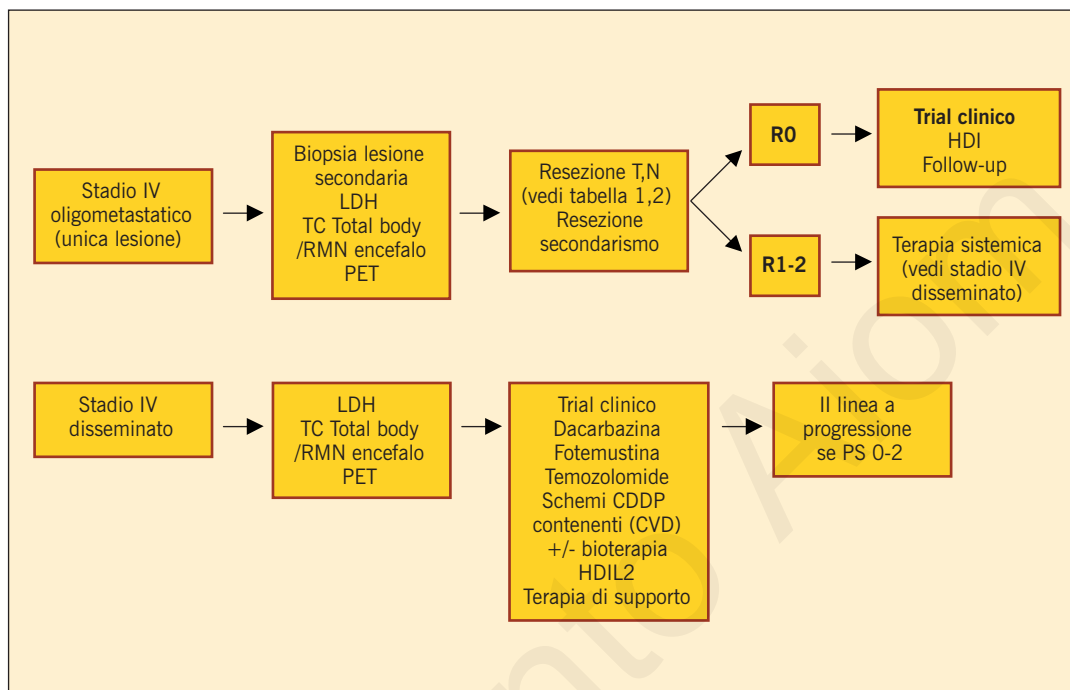 Stadio IV
oligometastatico
(unica lesione)
Biopsia lesione
secondaria
LDH
TC Total body
/RMN encefalo
PET
Resezione T,N
(vedi tabella 1,2)
Resezione
secondarismo
R0
Trial clinico
HDI
Follow-up
R1-2
Terapia sistemica
(vedi stadio IV
disseminato)
Stadio IV
disseminato
LDH
TC Total body
/RMN encefalo
PET
Trial clinico
Dacarbazina
Fotemustina
Temozolomide
Schemi CDDP
contenenti (CVD)
+/- bioterapia
HDIL2
Terapia di supporto
II linea a
progressione
se PS 0-2
nto Aiom